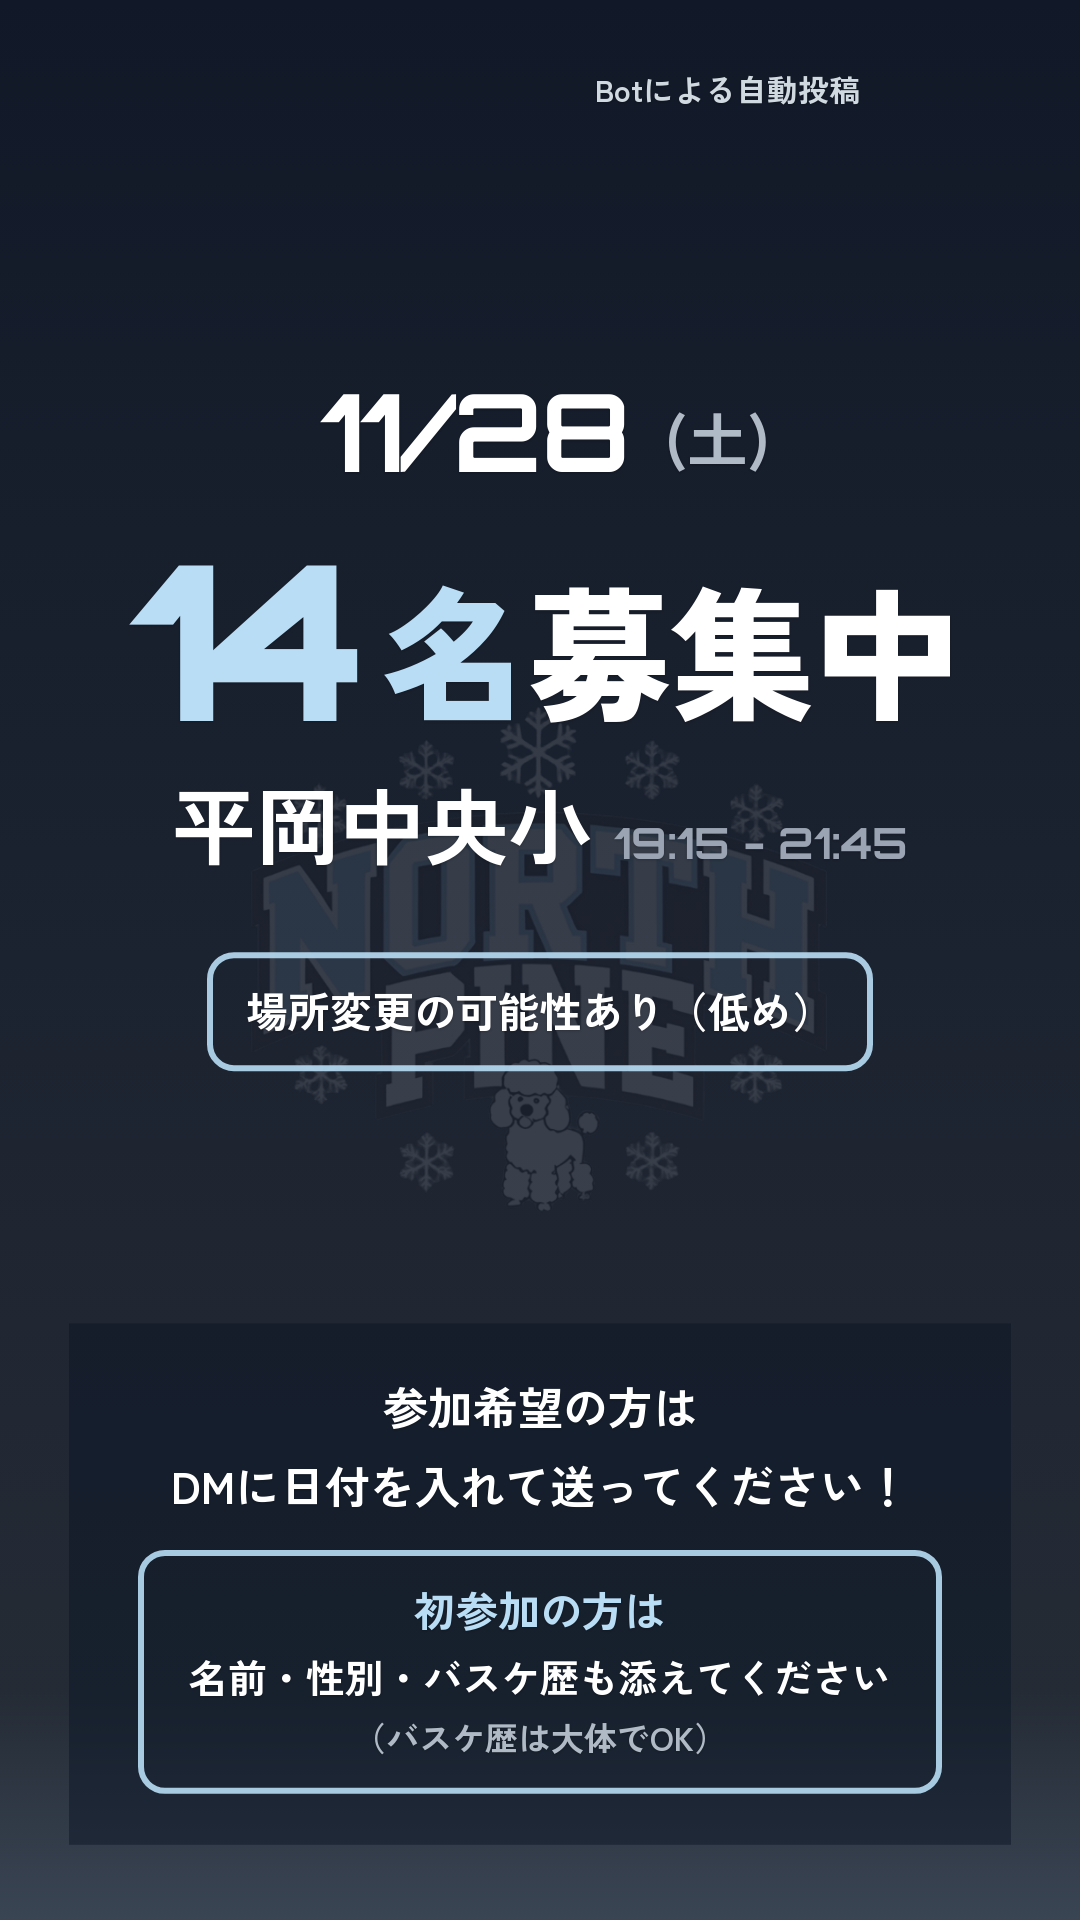 Botによる自動投稿
11/28 (土)
14名募集中
平岡中央小 19:15 - 21:45
NORTH
PINE
場所変更の可能性あり（低め）
参加希望の方は
DMに日付を入れて送ってください！
初参加の方は
名前・性別・バスケ歴も添えてください
（バスケ歴は大体でOK）